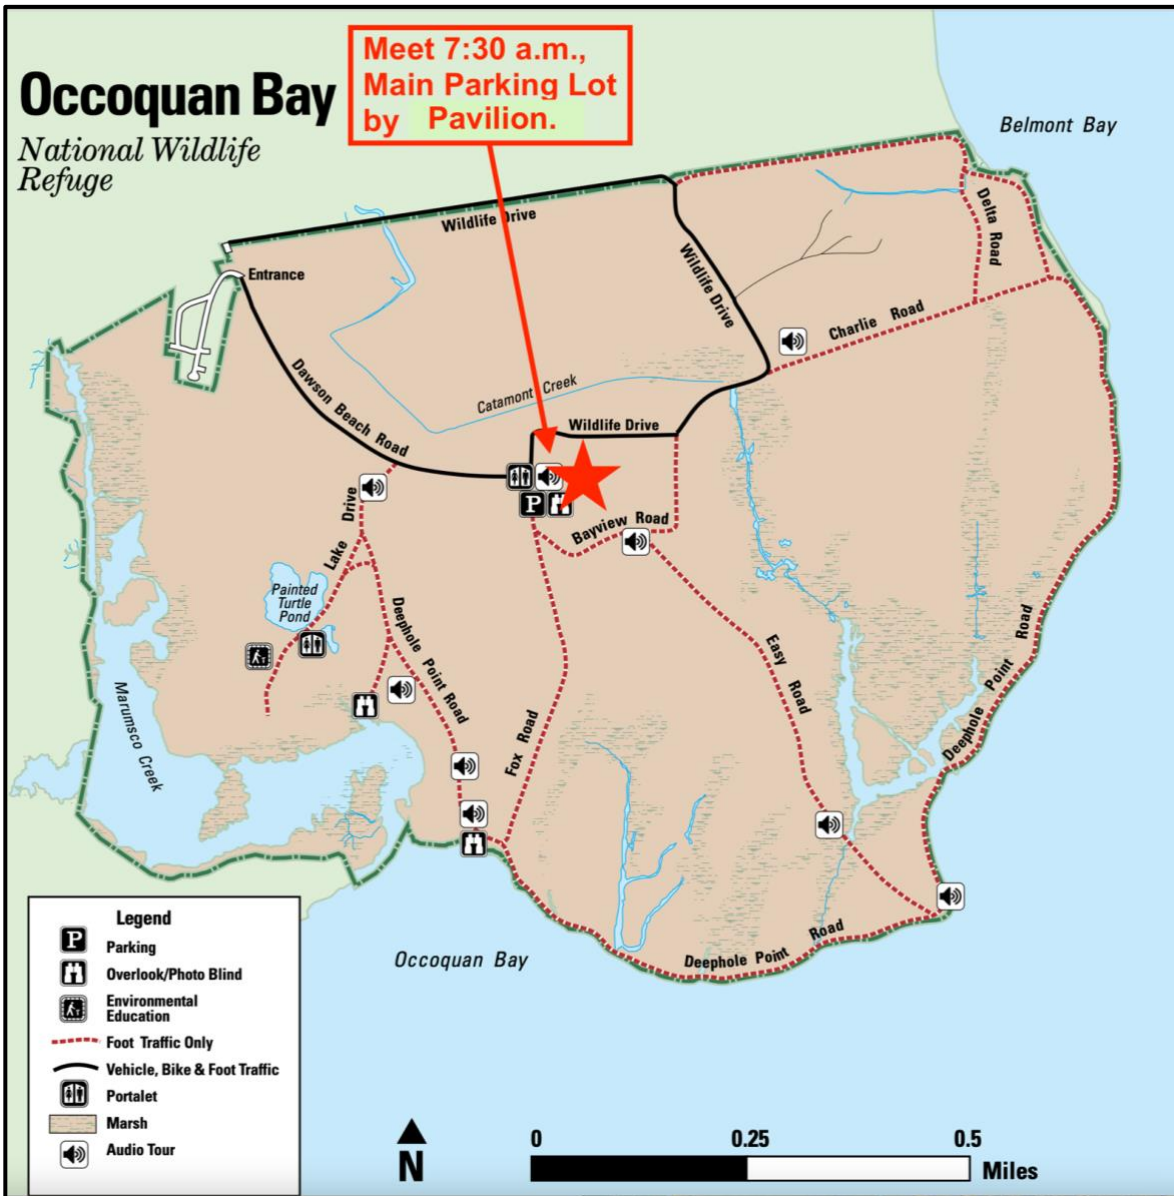 Occoquan Bay
National Wildlife
Refuge
Meet 7:30 a.m.,
Main Parking Lot
by Pavilion.
Belmont Bay
Wildlife Drive
Entrance
Wildlife Drive
Delta Road
Charlie Road
Dawson Beach Road
Catamont Creek
Wildlife Drive
Lake Drive
P
Bayview Road
Painted
Turtle
Pond
Deephole Point Road
Easy Road
Fox Road
Marumsco Creek
Deephole Point Road
Deephole Point Road
Occoquan Bay
Legend
P Parking
Overlook/Photo Blind
Environmental
Education
Foot Traffic Only
Vehicle, Bike & Foot Traffic
Portalet
Marsh
Audio Tour
N
0 0.25 0.5
Miles